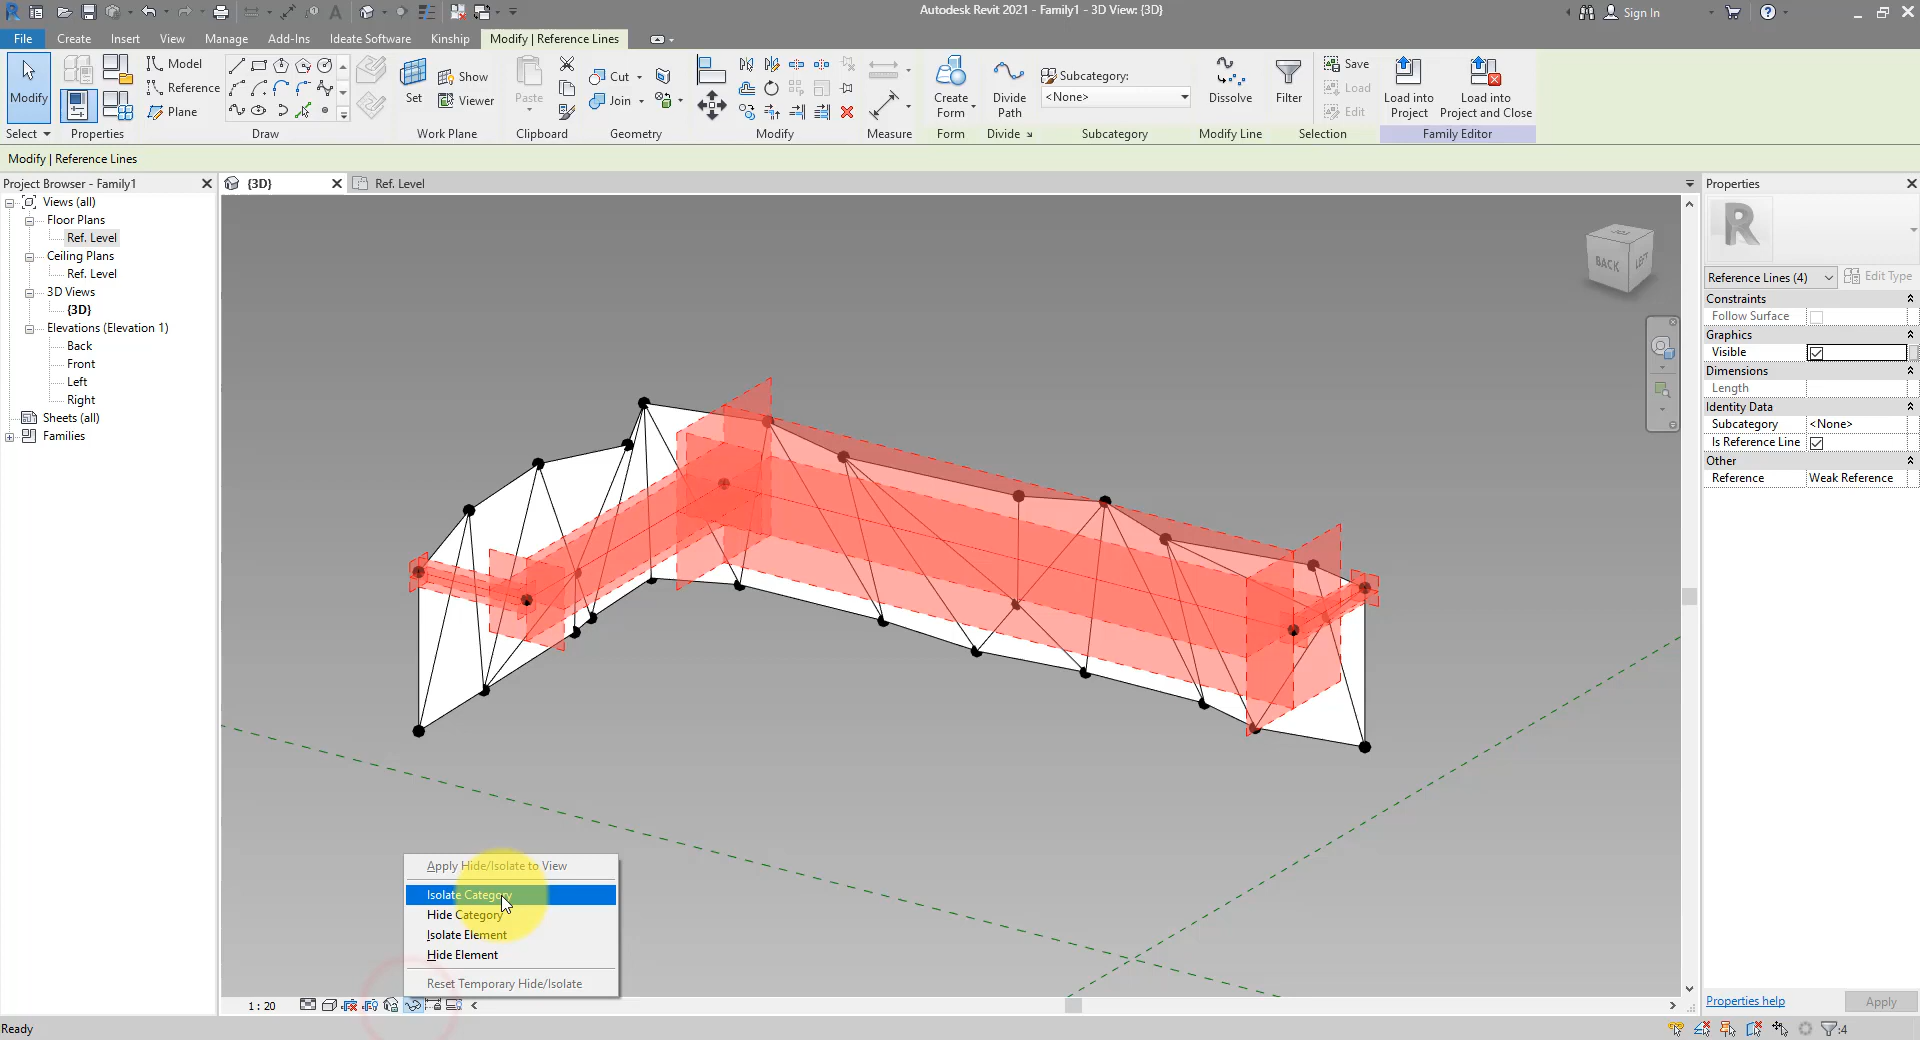 Autodesk Revit 2021 - Family1 - 3D View: {3D}
Sign In
File Create Insert View Manage Add-Ins Ideate Software Kinship Modify | Reference Lines
Modify
Select
Properties
Model
Reference
Plane
Draw
Set
Show
Viewer
Work Plane
Paste
Clipboard
Cut
Join
Geometry
Modify
Measure
Create Form
Form
Divide Path
Divide
Subcategory:
<None>
Subcategory
Dissolve
Modify Line
Filter
Save
Load
Edit
Selection
Load into Project
Load into Project and Close
Family Editor
Modify | Reference Lines
Project Browser - Family1
Views (all)
Floor Plans
Ref. Level
Ceiling Plans
Ref. Level
3D Views
{3D}
Elevations (Elevation 1)
Back
Front
Left
Right
Sheets (all)
Families
{3D}
Ref. Level
TOP
BACK
LEFT
Apply Hide/Isolate to View
Isolate Category
Hide Category
Isolate Element
Hide Element
Reset Temporary Hide/Isolate
1 : 20
Properties
R
Reference Lines (4)
Edit Type
Constraints
Follow Surface
Graphics
Visible
Dimensions
Length
Identity Data
Subcategory <None>
Is Reference Line
Other
Reference Weak Reference
Properties help
Apply
Ready
:4